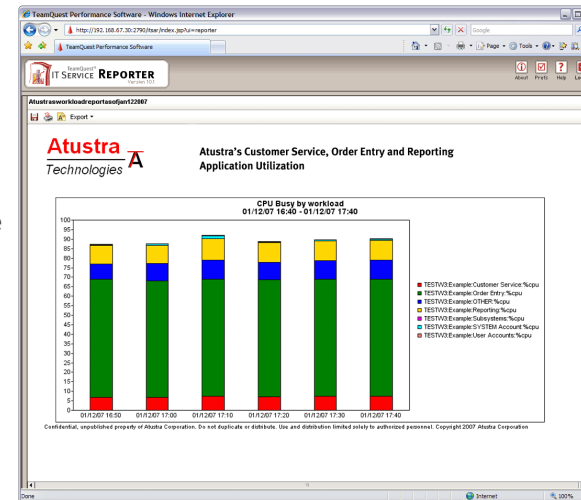 TeamQuest Performance Software - Windows Internet Explorer
http://192.168.67.30:2790/itsar/index.jsp?ui=reporter
Google
TeamQuest Performance Software
Page
Tools
TeamQuest®
IT SERVICE REPORTER
Version 10.1
About
Prefs
Help
Atustrasworkloadreportasofjan122007
Export
Atustra
Technologies
A
Atustra's Customer Service, Order Entry and Reporting
Application Utilization
CPU Busy by workload
01/12/07 16:40 - 01/12/07 17:40
100
95
90
85
80
75
70
65
60
55
50
45
40
35
30
25
20
15
10
5
0
01/12/07 16:50
01/12/07 17:00
01/12/07 17:10
01/12/07 17:20
01/12/07 17:30
01/12/07 17:40
TESTW3:Example:Customer Service:%cpu
TESTW3:Example:Order Entry:%cpu
TESTW3:Example:OTHER:%cpu
TESTW3:Example:Reporting:%cpu
TESTW3:Example:Subsystems:%cpu
TESTW3:Example:SYSTEM Account:%cpu
TESTW3:Example:User Accounts:%cpu
Confidential, unpublished property of Atustra Corporation. Do not duplicate or distribute. Use and distribution limited solely to authorized personnel. Copyright 2007 Atustra Corporation
Done
Internet
100%